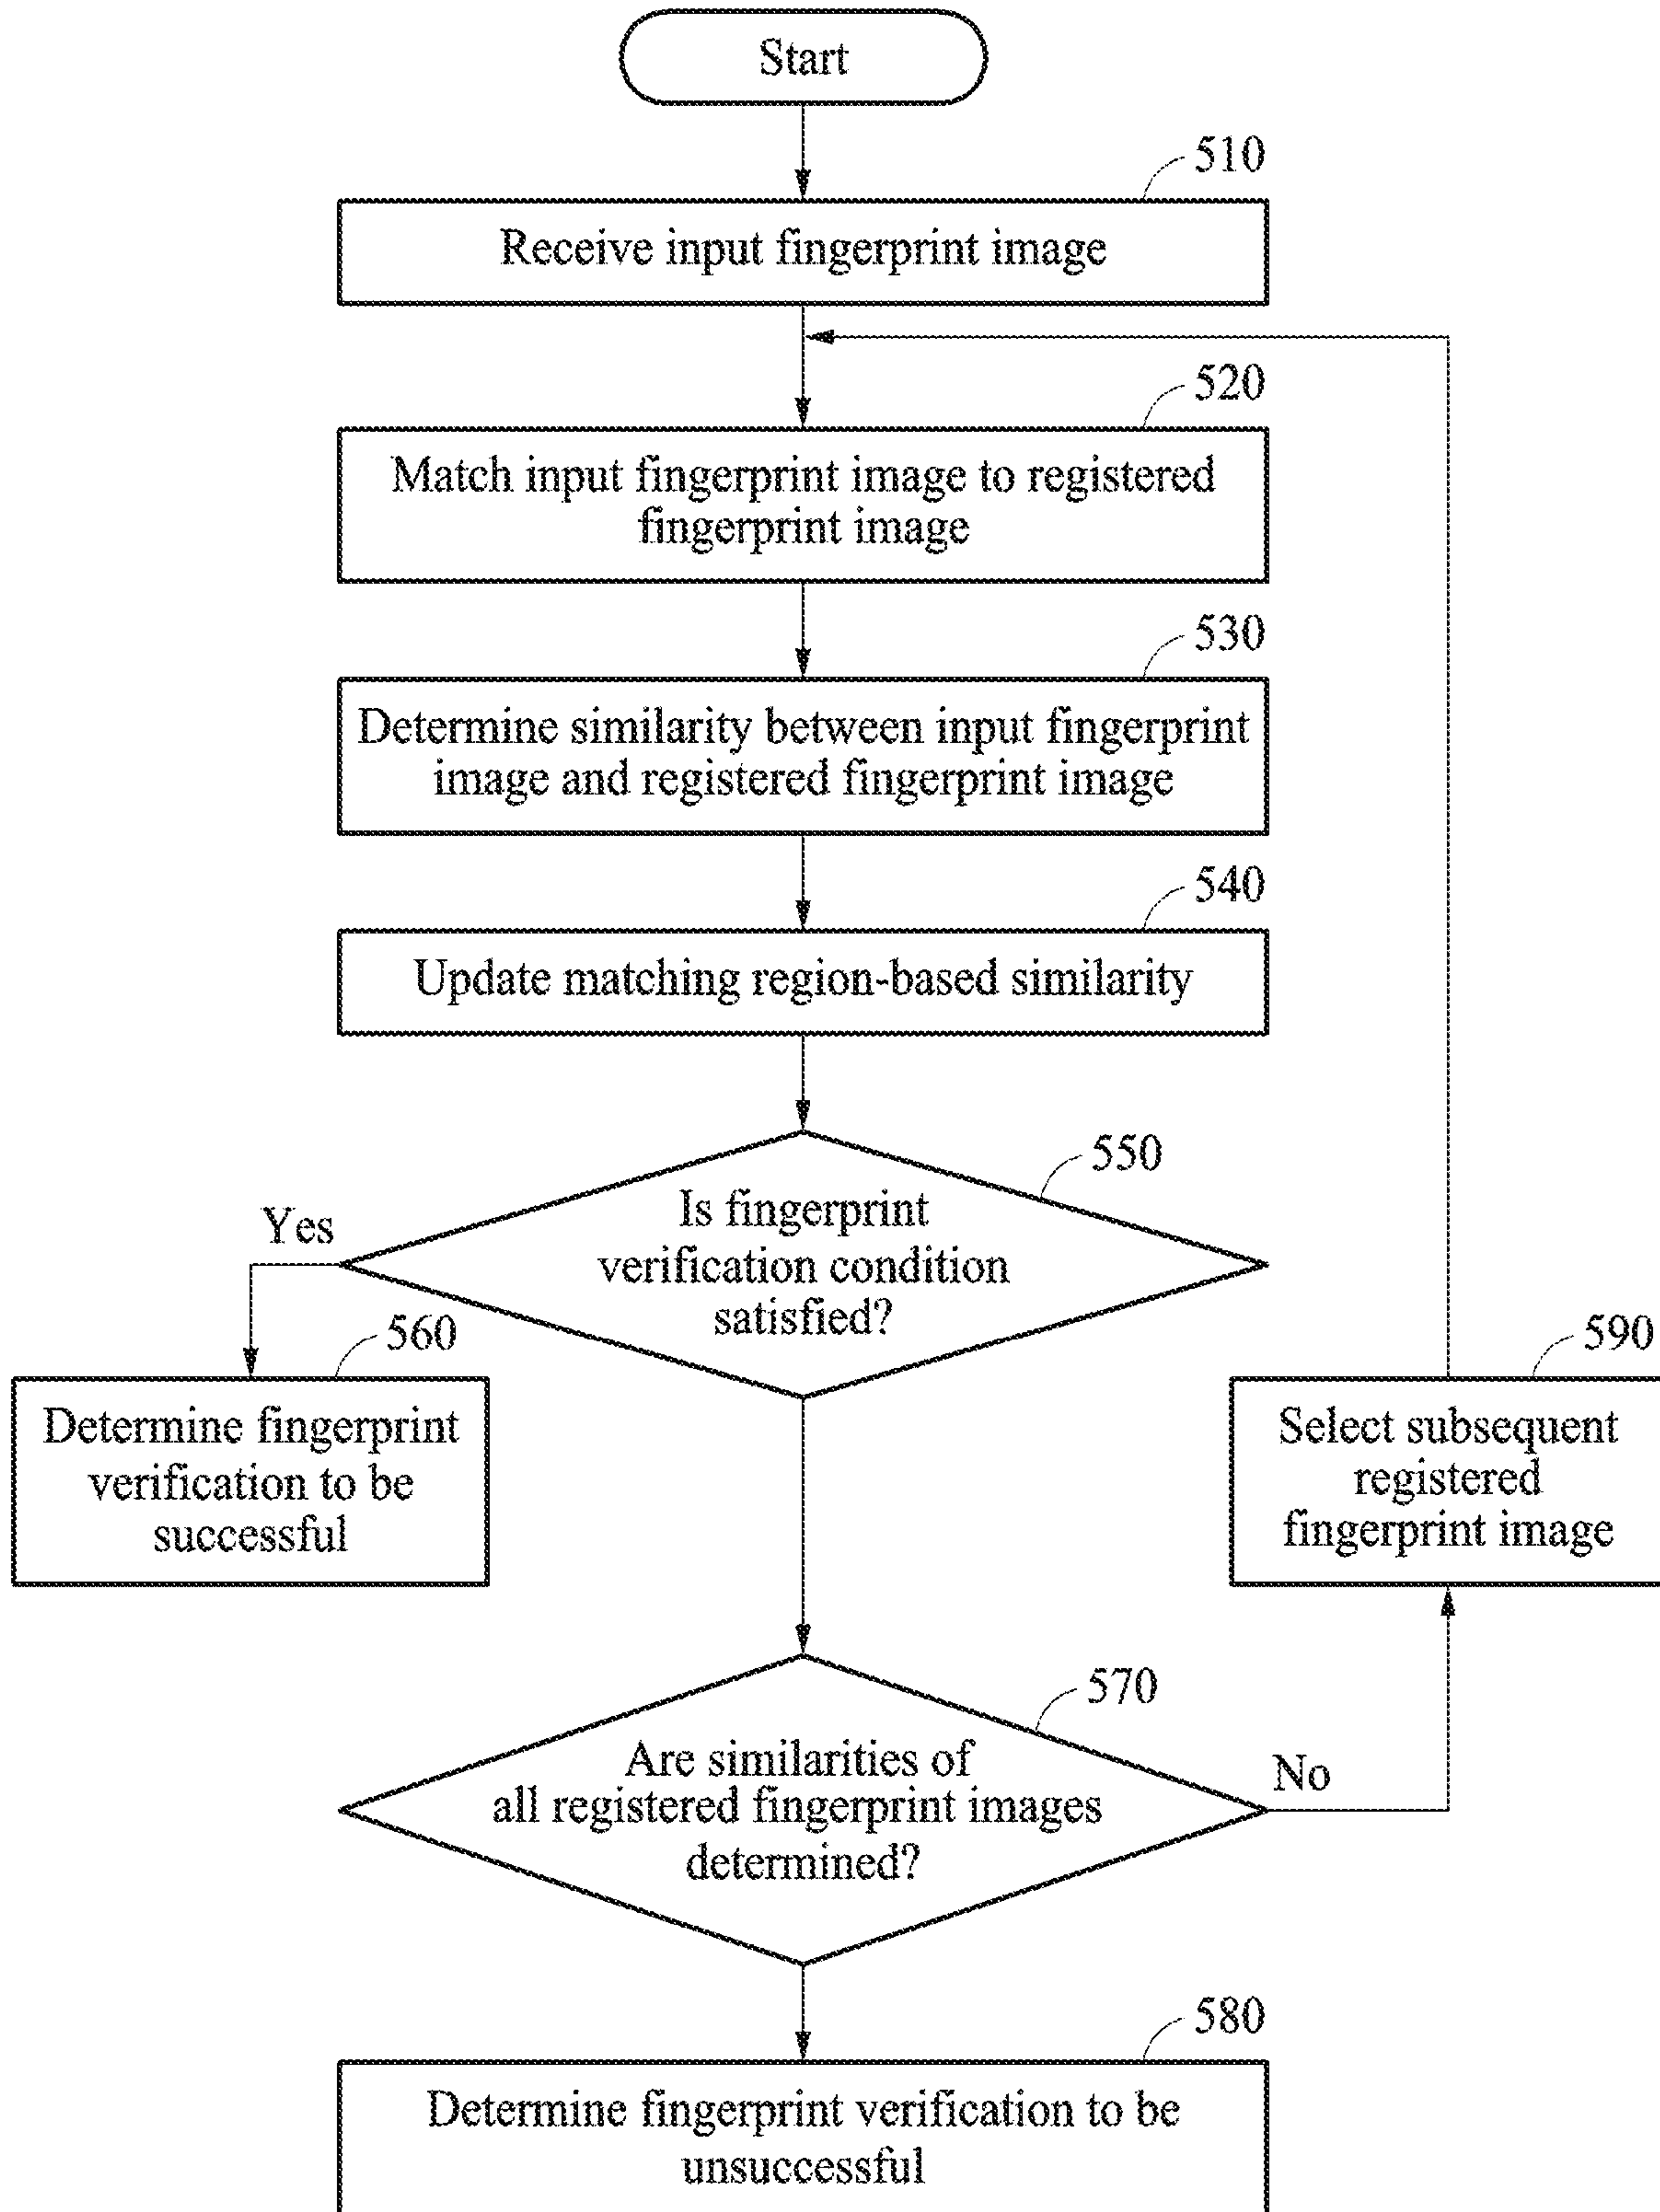 Start
510
Receive input fingerprint image
520
Match input fingerprint image to registered
fingerprint image
530
Determine similarity between input fingerprint
image and registered fingerprint image
540
Update matching region-based similarity
550
Is fingerprint
verification condition
satisfied?
Yes
560
Determine fingerprint
verification to be
successful
590
Select subsequent
registered
fingerprint image
570
Are similarities of
all registered fingerprint images
determined?
No
580
Determine fingerprint verification to be
unsuccessful